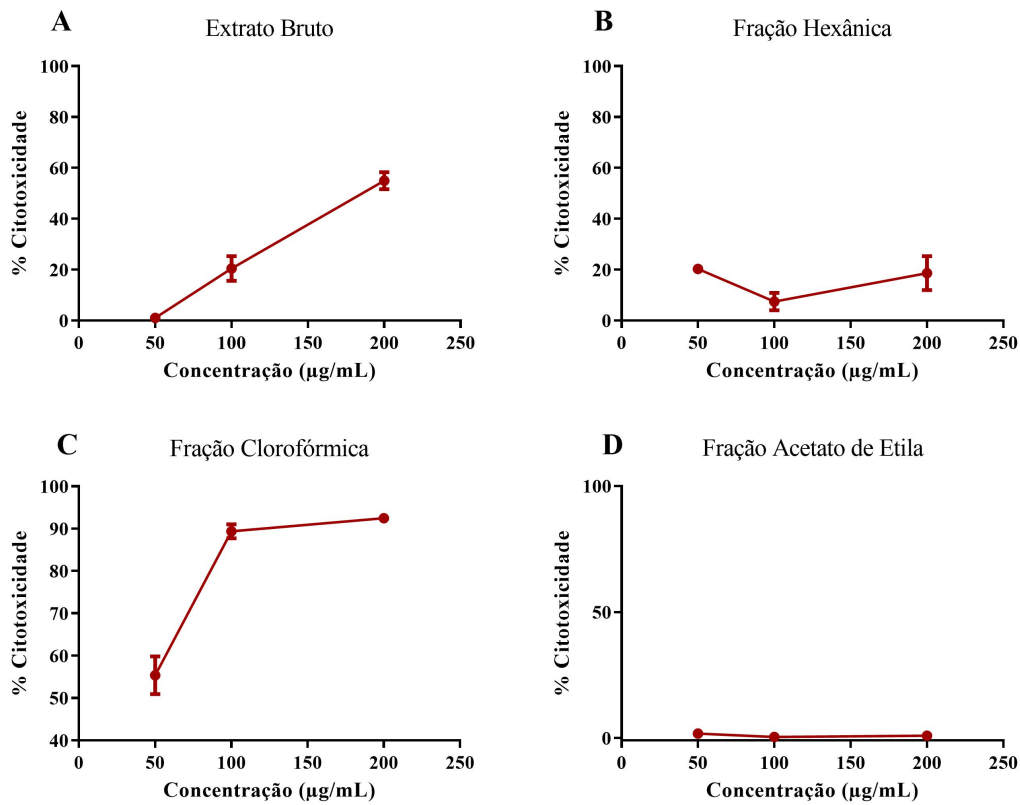 A
Extrato Bruto
% Citotoxicidade
100
80
60
40
20
0
0 50 100 150 200 250
Concentração (µg/mL)
B
Fração Hexânica
% Citotoxicidade
100
80
60
40
20
0
0 50 100 150 200 250
Concentração (µg/mL)
C
Fração Clorofórmica
% Citotoxicidade
100
90
80
70
60
50
40
0 50 100 150 200 250
Concentração (µg/mL)
D
Fração Acetato de Etila
% Citotoxicidade
100
50
0
0 50 100 150 200 250
Concentração (µg/mL)